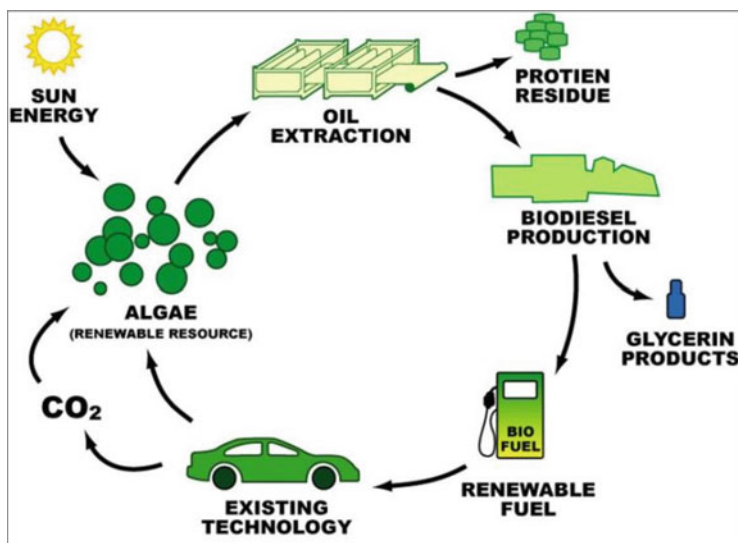 SUN
ENERGY
OIL
EXTRACTION
PROTIEN
RESIDUE
BIODIESEL
PRODUCTION
GLYCERIN
PRODUCTS
BIO
FUEL
RENEWABLE
FUEL
EXISTING
TECHNOLOGY
CO₂
ALGAE
(RENEWABLE RESOURCE)